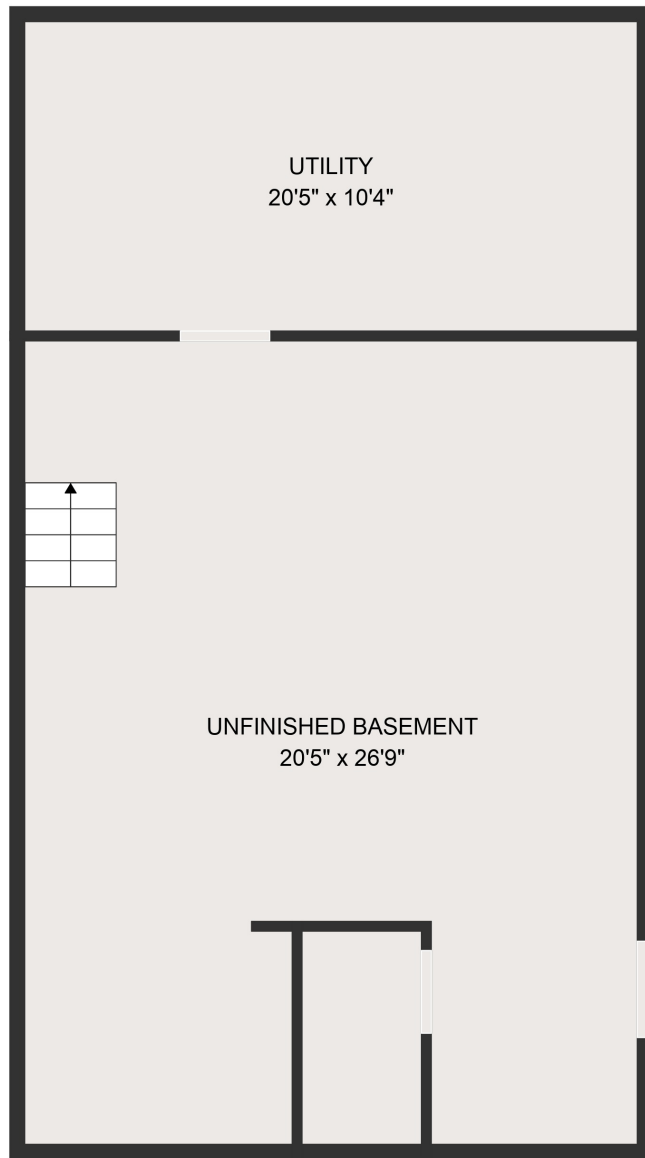 UTILITY
20'5" x 10'4"
UNFINISHED BASEMENT
20'5" x 26'9"